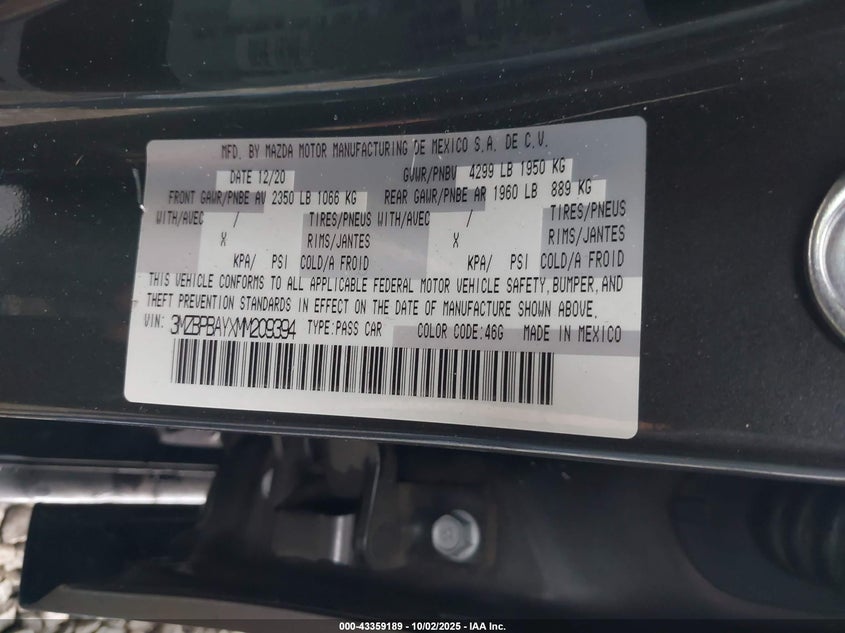 MFD. BY MAZDA MOTOR MANUFACTURING DE MEXICO S.A. DE C.V.
DATE 12/20 GVWR/PNBV 4299 LB 1950 KG
FRONT GAWR/PNBE AV 2350 LB 1066 KG REAR GAWR/PNBE AR 1960 LB 889 KG
WITH/AVEC / TIRES/PNEUS WITH/AVEC / TIRES/PNEUS
X RIMS/JANTES X RIMS/JANTES
KPA/ PSI COLD/A FROID KPA/ PSI COLD/A FROID
THIS VEHICLE CONFORMS TO ALL APPLICABLE FEDERAL MOTOR VEHICLE SAFETY, BUMPER, AND
THEFT PREVENTION STANDARDS IN EFFECT ON THE DATE OF MANUFACTURE SHOWN ABOVE.
VIN: 3MZBPBAYXMM209394 TYPE:PASS CAR COLOR CODE:46G MADE IN MEXICO
000-43359189 - 10/02/2025 - IAA Inc.